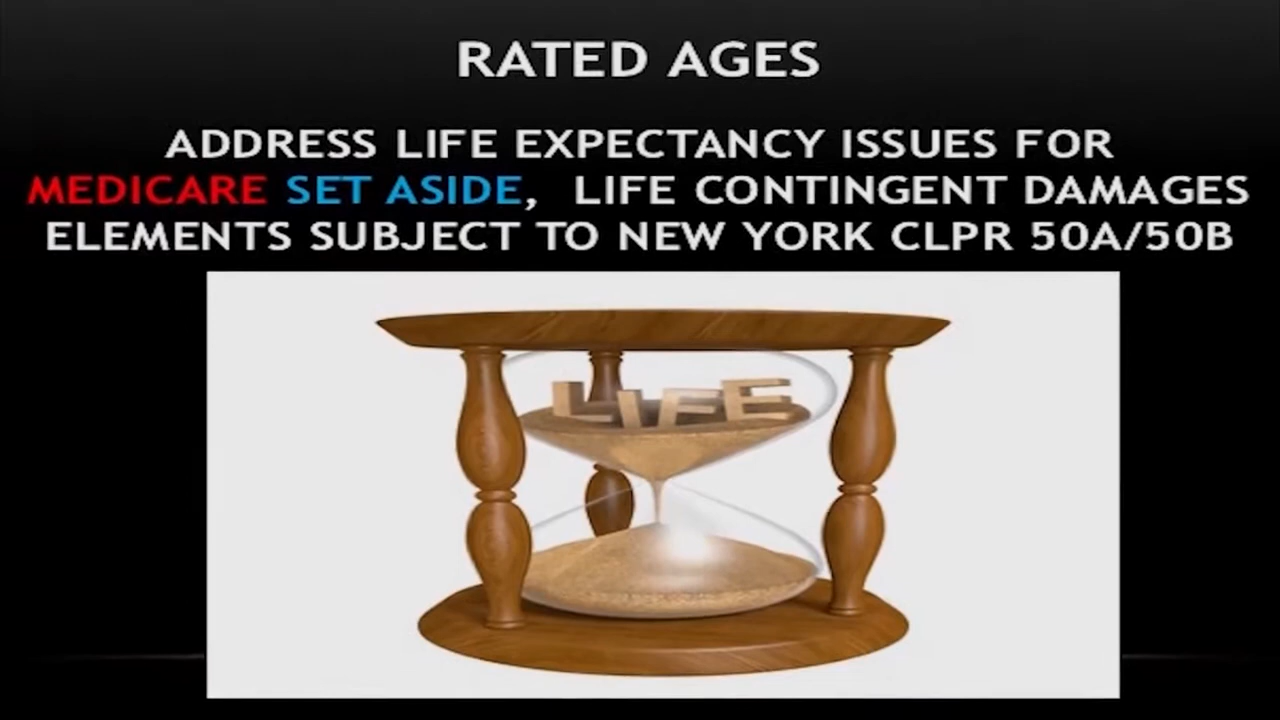 RATED AGES
ADDRESS LIFE EXPECTANCY ISSUES FOR
MEDICARE SET ASIDE, LIFE CONTINGENT DAMAGES
ELEMENTS SUBJECT TO NEW YORK CLPR 50A/50B
LIFE